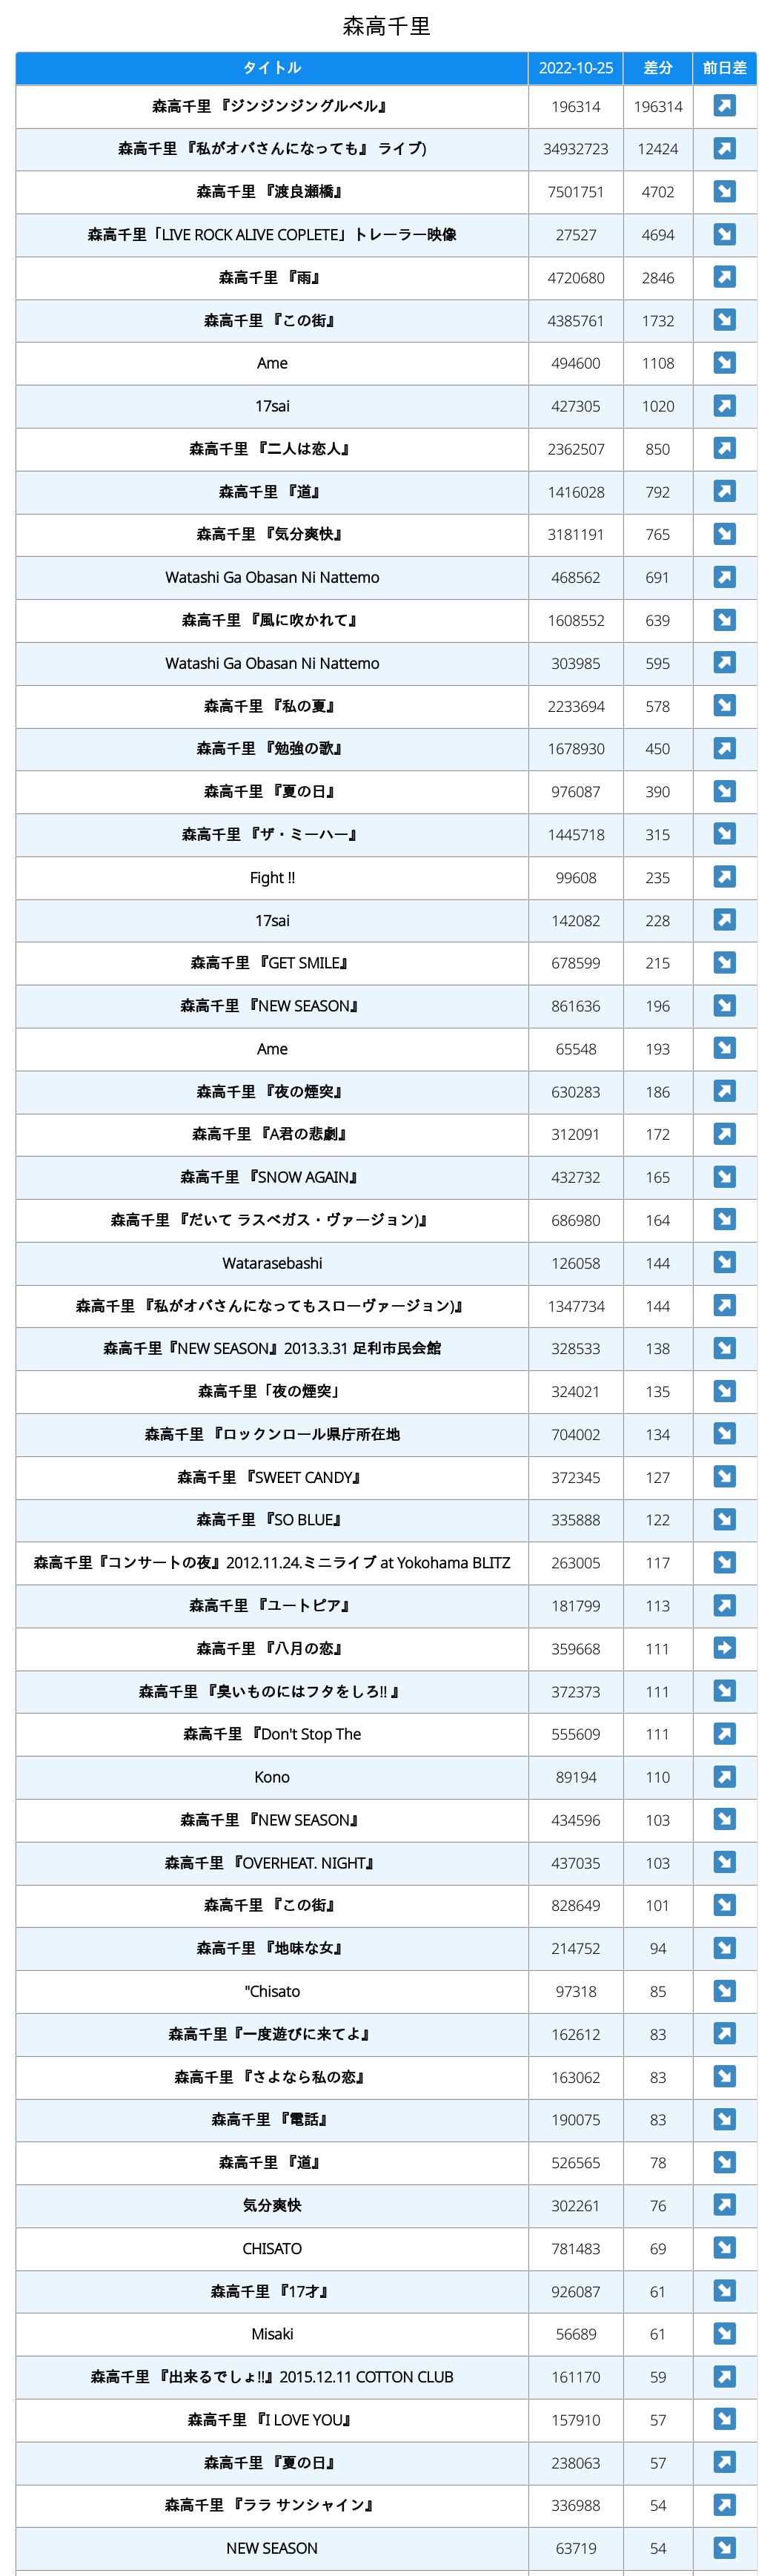 森高千里
タイトル 2022-10-25 差分 前日差
森高千里 『ジンジンジングルベル』 196314 196314
森高千里 『私がオバさんになっても』 ライブ) 34932723 12424
森高千里 『渡良瀬橋』 7501751 4702
森高千里「LIVE ROCK ALIVE COPLETE」トレーラー映像 27527 4694
森高千里 『雨』 4720680 2846
森高千里 『この街』 4385761 1732
Ame 494600 1108
17sai 427305 1020
森高千里 『二人は恋人』 2362507 850
森高千里 『道』 1416028 792
森高千里 『気分爽快』 3181191 765
Watashi Ga Obasan Ni Nattemo 468562 691
森高千里 『風に吹かれて』 1608552 639
Watashi Ga Obasan Ni Nattemo 303985 595
森高千里 『私の夏』 2233694 578
森高千里 『勉強の歌』 1678930 450
森高千里 『夏の日』 976087 390
森高千里 『ザ・ミーハー』 1445718 315
Fight !! 99608 235
17sai 142082 228
森高千里 『GET SMILE』 678599 215
森高千里 『NEW SEASON』 861636 196
Ame 65548 193
森高千里 『夜の煙突』 630283 186
森高千里 『A君の悲劇』 312091 172
森高千里 『SNOW AGAIN』 432732 165
森高千里 『だいて ラスベガス・ヴァージョン)』 686980 164
Watarasebashi 126058 144
森高千里 『私がオバさんになってもスローヴァージョン)』 1347734 144
森高千里『NEW SEASON』2013.3.31 足利市民会館 328533 138
森高千里「夜の煙突」 324021 135
森高千里 『ロックンロール県庁所在地 704002 134
森高千里 『SWEET CANDY』 372345 127
森高千里 『SO BLUE』 335888 122
森高千里『コンサートの夜』2012.11.24.ミニライブ at Yokohama BLITZ 263005 117
森高千里 『ユートピア』 181799 113
森高千里 『八月の恋』 359668 111
森高千里 『臭いものにはフタをしろ!! 』 372373 111
森高千里 『Don't Stop The 555609 111
Kono 89194 110
森高千里 『NEW SEASON』 434596 103
森高千里 『OVERHEAT. NIGHT』 437035 103
森高千里 『この街』 828649 101
森高千里 『地味な女』 214752 94
"Chisato 97318 85
森高千里『一度遊びに来てよ』 162612 83
森高千里 『さよなら私の恋』 163062 83
森高千里 『電話』 190075 83
森高千里 『道』 526565 78
気分爽快 302261 76
CHISATO 781483 69
森高千里 『17才』 926087 61
Misaki 56689 61
森高千里 『出来るでしょ!!』2015.12.11 COTTON CLUB 161170 59
森高千里 『I LOVE YOU』 157910 57
森高千里 『夏の日』 238063 57
森高千里 『ララ サンシャイン』 336988 54
NEW SEASON 63719 54